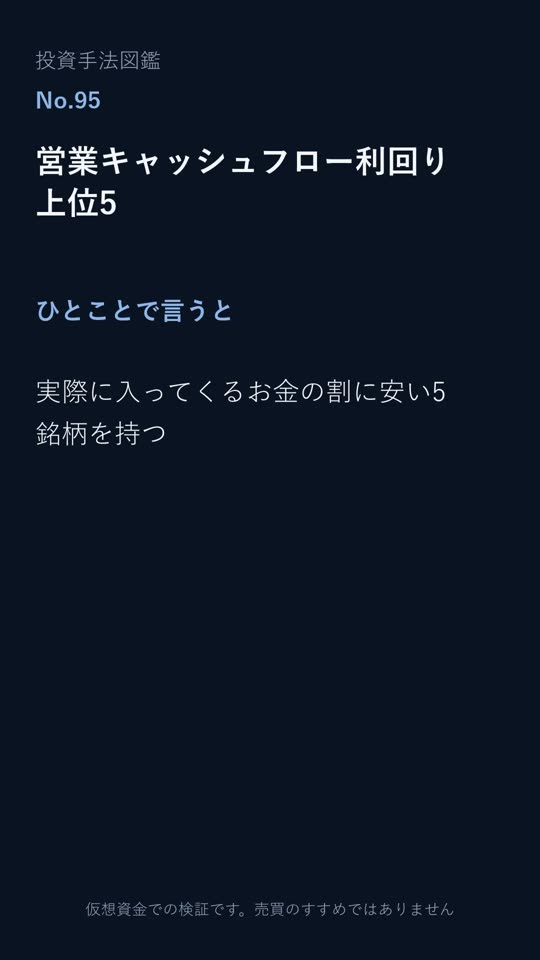 投資手法図鑑
No.95
営業キャッシュフロー利回り
上位5
ひとことで言うと
実際に入ってくるお金の割に安い5
銘柄を持つ
仮想資金での検証です。売買のすすめではありません